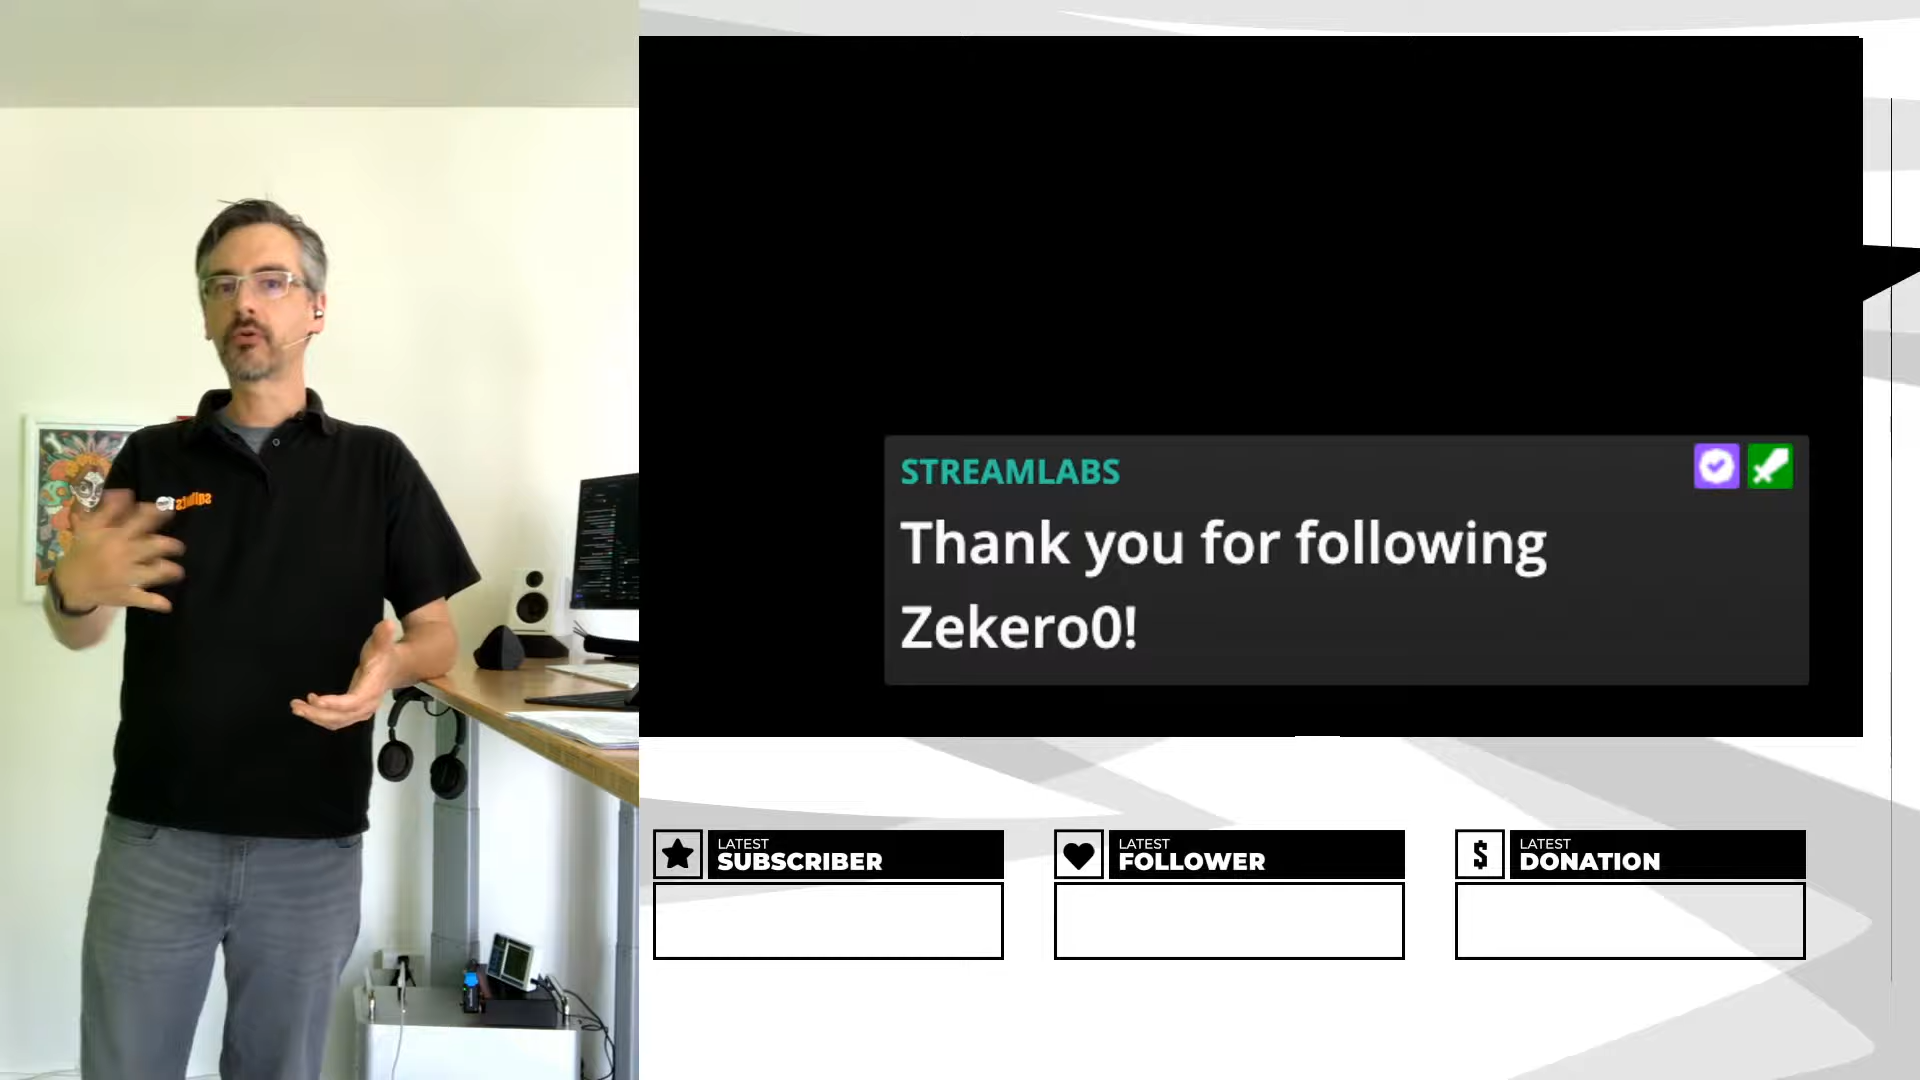 STREAMLABS
Thank you for following
Zekero0!
LATEST
SUBSCRIBER
LATEST
FOLLOWER
$
LATEST
DONATION